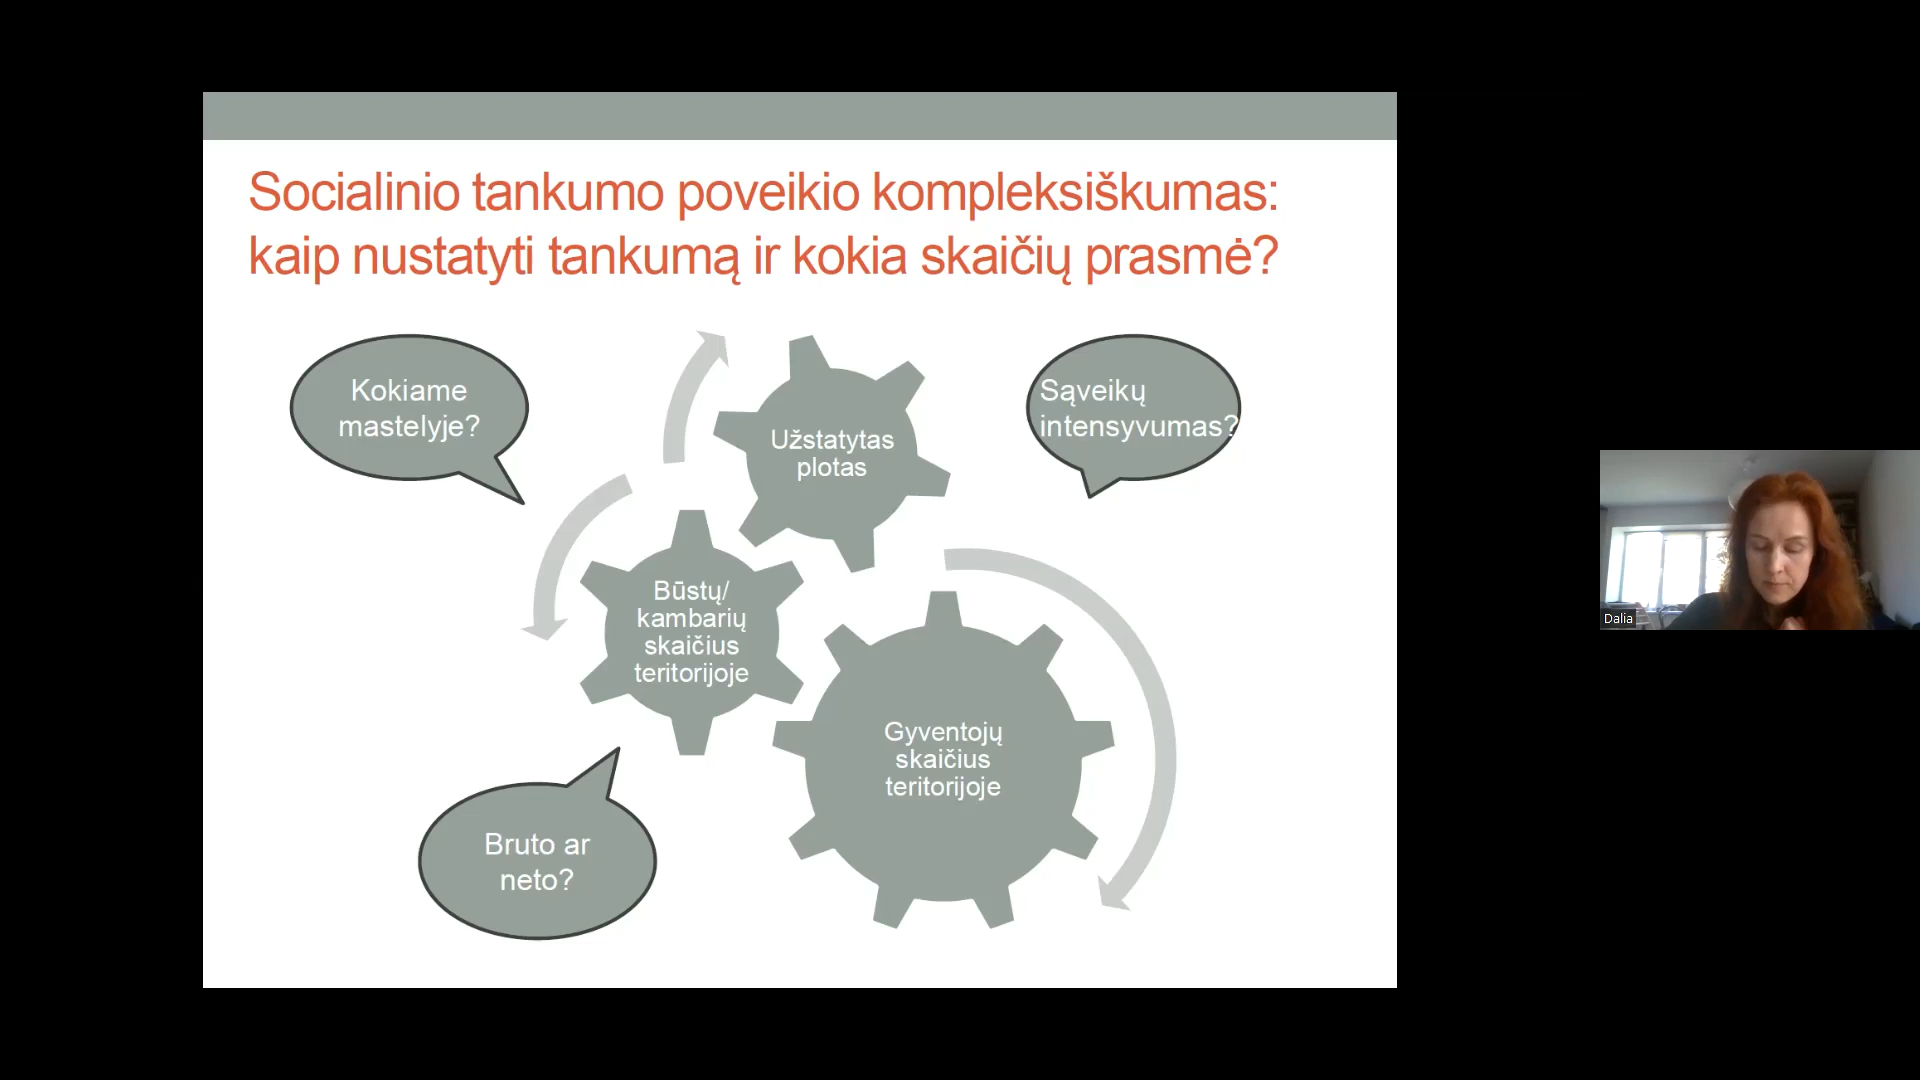 Socialinio tankumo poveikio kompleksiškumas:
kaip nustatyti tankumą ir kokia skaičių prasmė?
Kokiame
mastelyje?
Užstatytas
plotas
Sąveikų
intensyvumas?
Būstų/
kambarių
skaičius
teritorijoje
Gyventojų
skaičius
teritorijoje
Bruto ar
neto?
Dalia